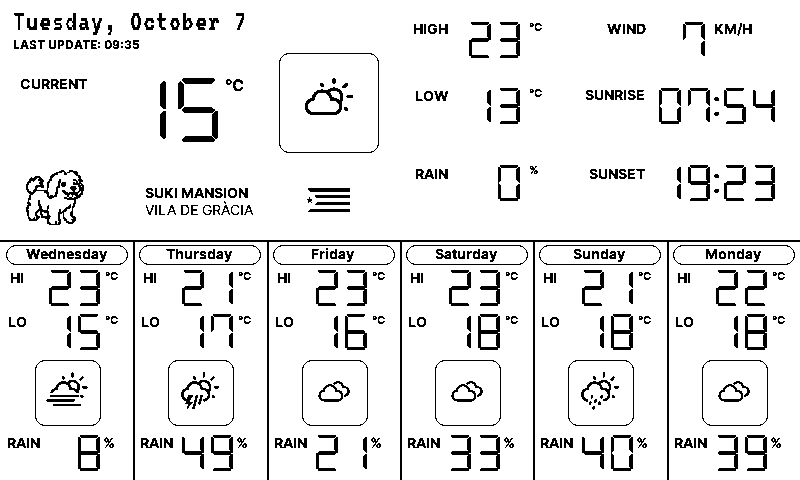 Tuesday, October 7
LAST UPDATE: 09:35
CURRENT 15 °C
HIGH 23 °C
WIND 7 KM/H
LOW 13 °C
SUNRISE 07:54
RAIN 0 %
SUNSET 19:23
SUKI MANSION
VILA DE GRÀCIA
Wednesday
HI 23 °C
LO 15 °C
RAIN 8 %
Thursday
HI 21 °C
LO 17 °C
RAIN 49 %
Friday
HI 23 °C
LO 16 °C
RAIN 21 %
Saturday
HI 23 °C
LO 18 °C
RAIN 33 %
Sunday
HI 21 °C
LO 18 °C
RAIN 40 %
Monday
HI 22 °C
LO 18 °C
RAIN 39 %